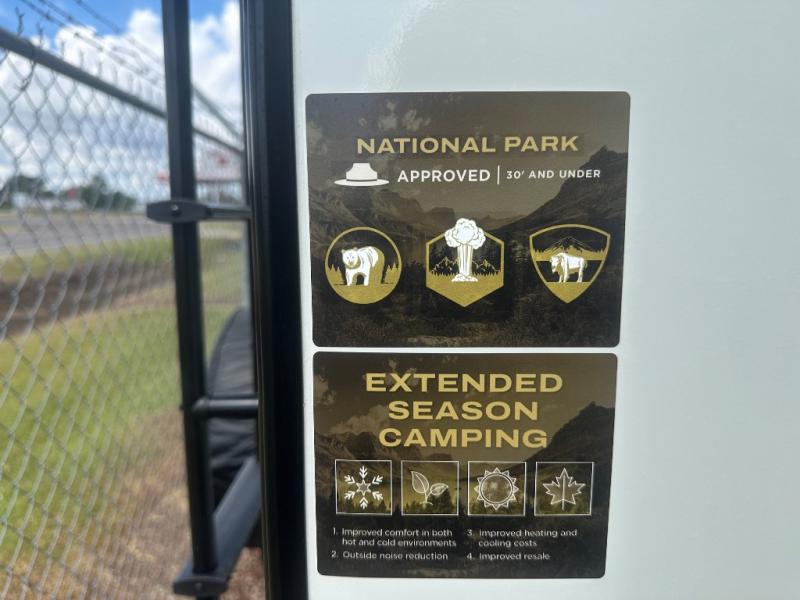 NATIONAL PARK
APPROVED | 30' AND UNDER
EXTENDED
SEASON
CAMPING
1. Improved comfort in both
hot and cold environments
2. Outside noise reduction
3. Improved heating and
cooling costs
4. Improved resale